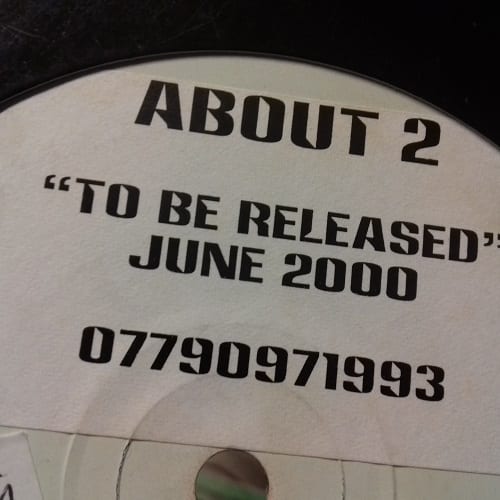 ABOUT 2
“TO BE RELEASED”
JUNE 2000
07790971993